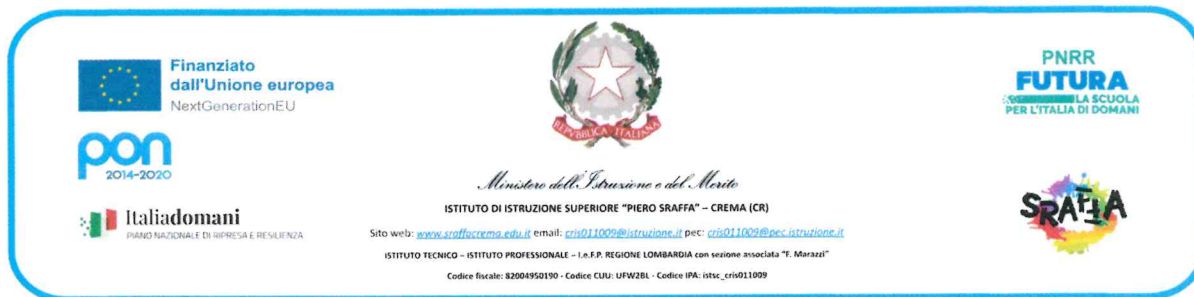 Finanziato
dall'Unione europea
NextGenerationEU
pon
2014-2020
Italiadomani
PIANO NAZIONALE DI RIPRESA E RESILIENZA
REPVBBLICA ITALIANA
Ministero dell'Istruzione e del Merito
ISTITUTO DI ISTRUZIONE SUPERIORE "PIERO SRAFFA" – CREMA (CR)
Sito web: www.sraffacrema.edu.it email: cris011009@istruzione.it pec: cris011009@pec.istruzione.it
ISTITUTO TECNICO – ISTITUTO PROFESSIONALE – I.e.F.P. REGIONE LOMBARDIA con sezione associata "F. Marazzi"
Codice fiscale: 82004950190 - Codice CUU: UFW2BL - Codice IPA: istsc_cris011009
PNRR
FUTURA
LA SCUOLA
PER L'ITALIA DI DOMANI
SRAFFA